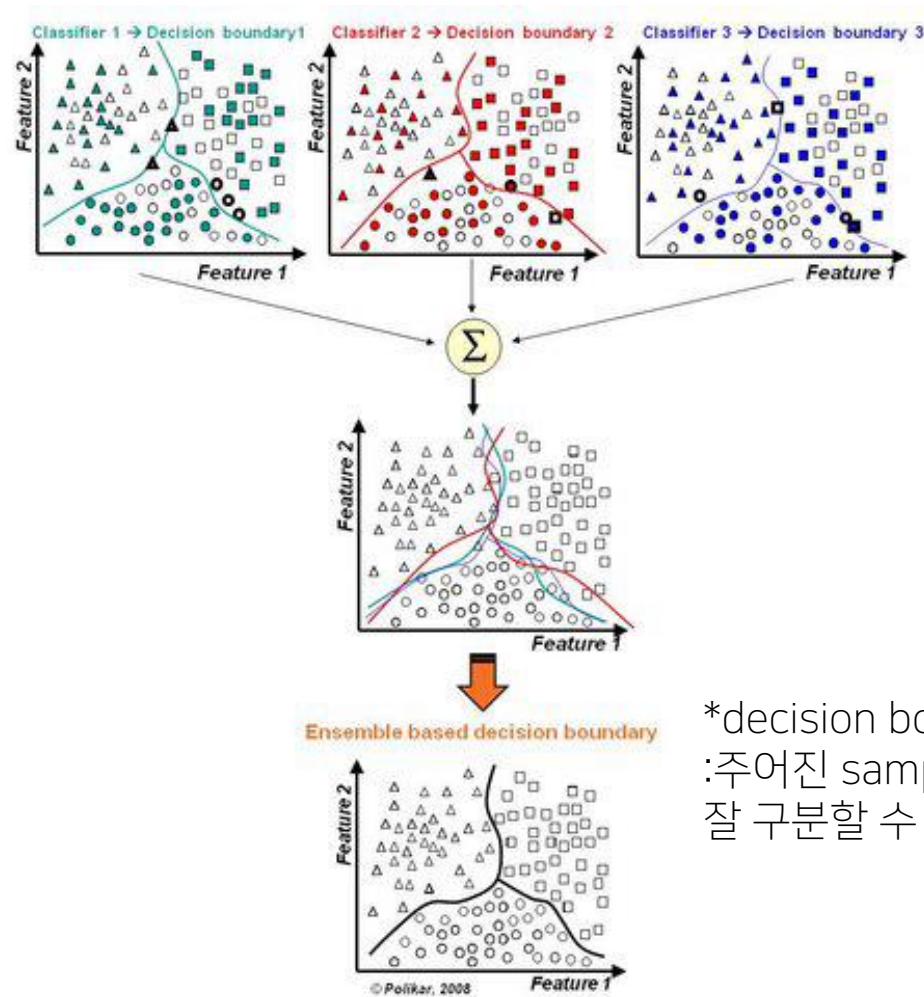 Classifier 1 → Decision boundary1
Classifier 2 → Decision boundary 2
Classifier 3 → Decision boundary 3
Feature 2
Feature 1
Feature 2
Feature 1
Feature 2
Feature 1
Σ
Feature 2
Feature 1
Ensemble based decision boundary
*decision bo
:주어진 samp
잘 구분할 수
Feature 2
Feature 1
© Polikar, 2008